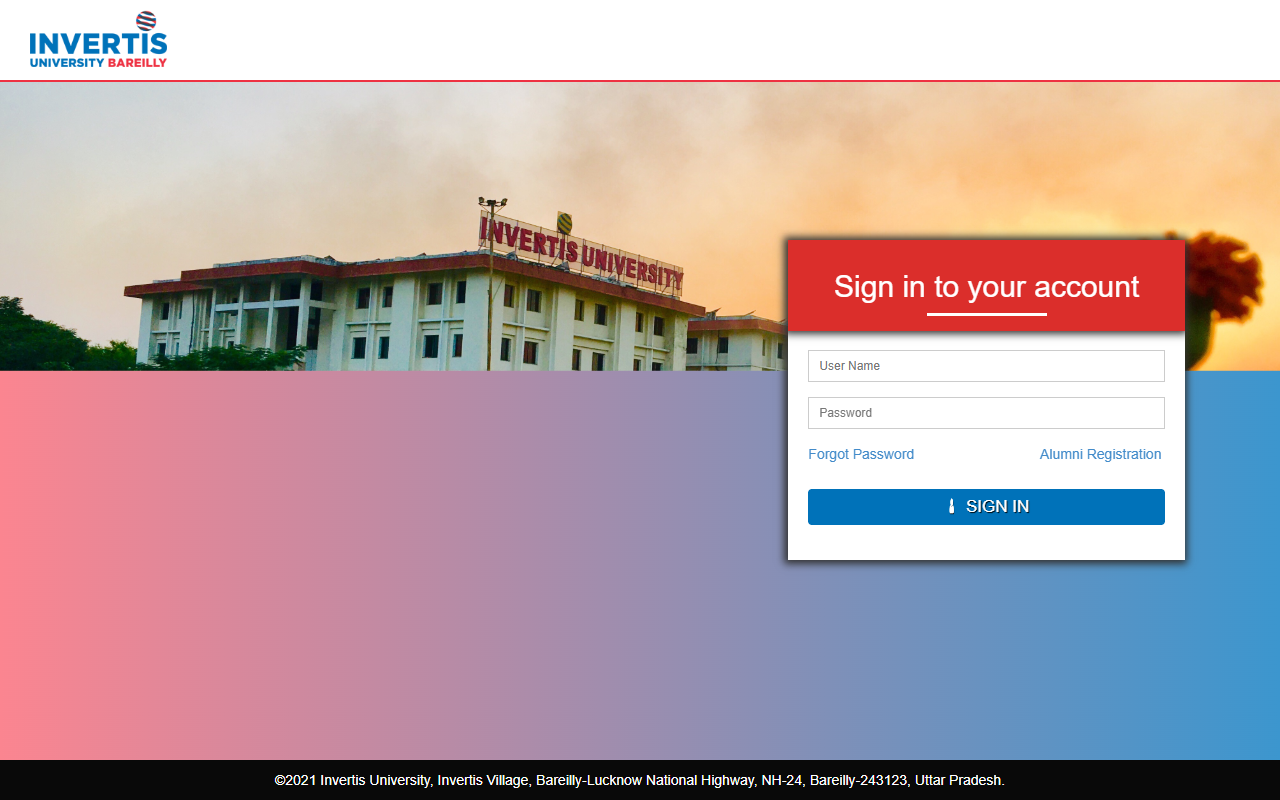 INVERTIS
UNIVERSITY BAREILLY
INVERTIS UNIVERSITY
Sign in to your account
User Name
Password
Forgot Password
Alumni Registration
SIGN IN
©2021 Invertis University, Invertis Village, Bareilly-Lucknow National Highway, NH-24, Bareilly-243123, Uttar Pradesh.